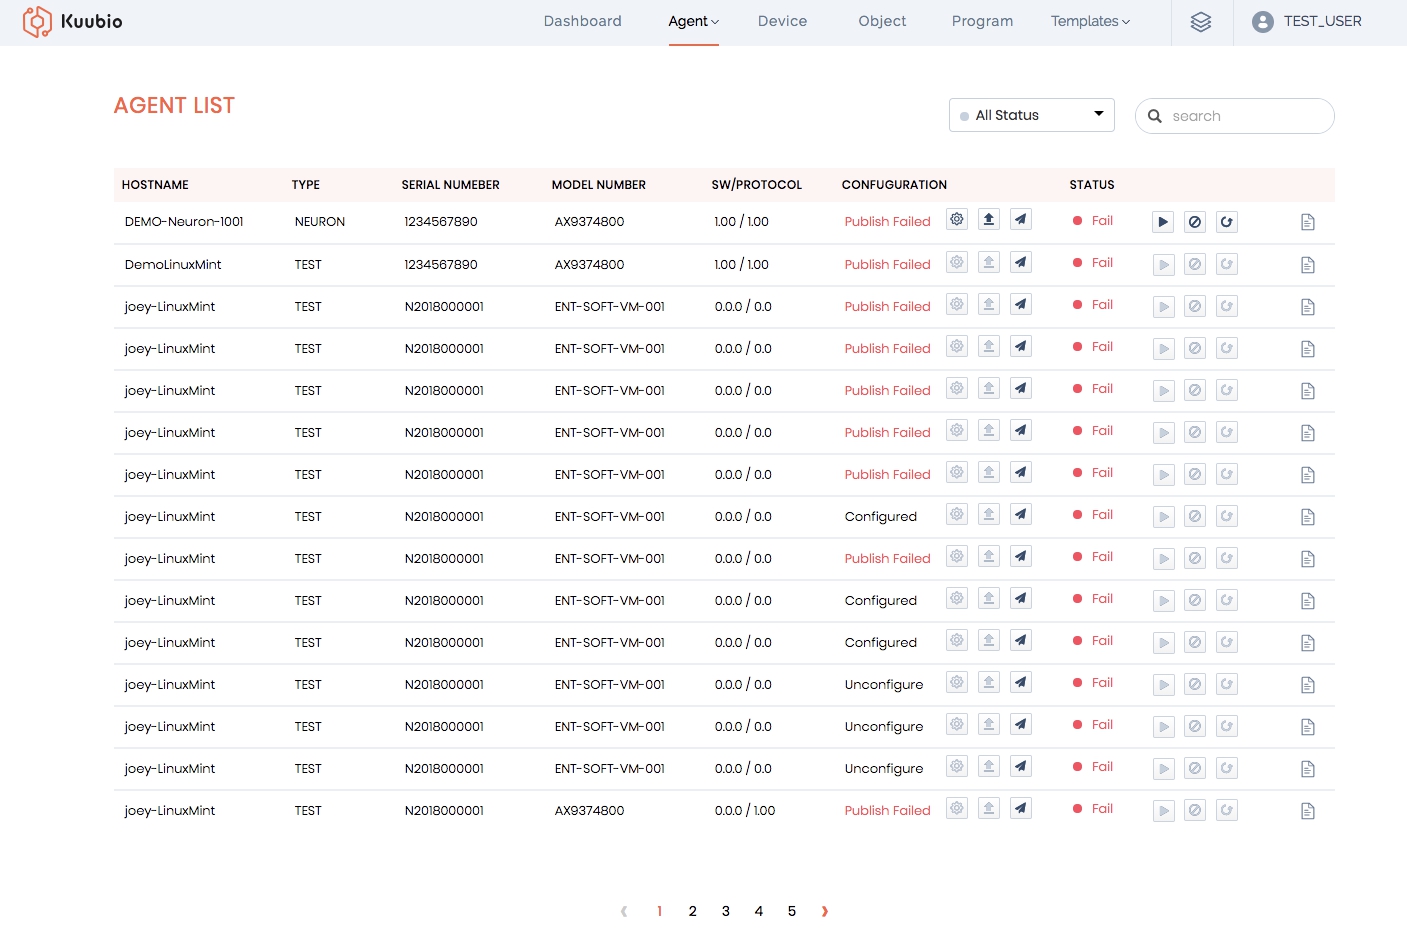 Kuubio Dashboard Agent Device Object Program Templates TEST_USER
AGENT LIST All Status search
HOSTNAME TYPE SERIAL NUMEBER MODEL NUMBER SW/PROTOCOL CONFUGURATION STATUS
DEMO-Neuron-1001 NEURON 1234567890 AX9374800 1.00 / 1.00 Publish Failed Fail
DemoLinuxMint TEST 1234567890 AX9374800 1.00 / 1.00 Publish Failed Fail
joey-LinuxMint TEST N2018000001 ENT-SOFT-VM-001 0.0.0 / 0.0 Publish Failed Fail
joey-LinuxMint TEST N2018000001 ENT-SOFT-VM-001 0.0.0 / 0.0 Publish Failed Fail
joey-LinuxMint TEST N2018000001 ENT-SOFT-VM-001 0.0.0 / 0.0 Publish Failed Fail
joey-LinuxMint TEST N2018000001 ENT-SOFT-VM-001 0.0.0 / 0.0 Publish Failed Fail
joey-LinuxMint TEST N2018000001 ENT-SOFT-VM-001 0.0.0 / 0.0 Publish Failed Fail
joey-LinuxMint TEST N2018000001 ENT-SOFT-VM-001 0.0.0 / 0.0 Configured Fail
joey-LinuxMint TEST N2018000001 ENT-SOFT-VM-001 0.0.0 / 0.0 Publish Failed Fail
joey-LinuxMint TEST N2018000001 ENT-SOFT-VM-001 0.0.0 / 0.0 Configured Fail
joey-LinuxMint TEST N2018000001 ENT-SOFT-VM-001 0.0.0 / 0.0 Configured Fail
joey-LinuxMint TEST N2018000001 ENT-SOFT-VM-001 0.0.0 / 0.0 Unconfigure Fail
joey-LinuxMint TEST N2018000001 ENT-SOFT-VM-001 0.0.0 / 0.0 Unconfigure Fail
joey-LinuxMint TEST N2018000001 ENT-SOFT-VM-001 0.0.0 / 0.0 Unconfigure Fail
joey-LinuxMint TEST N2018000001 AX9374800 0.0.0 / 1.00 Publish Failed Fail
1 2 3 4 5